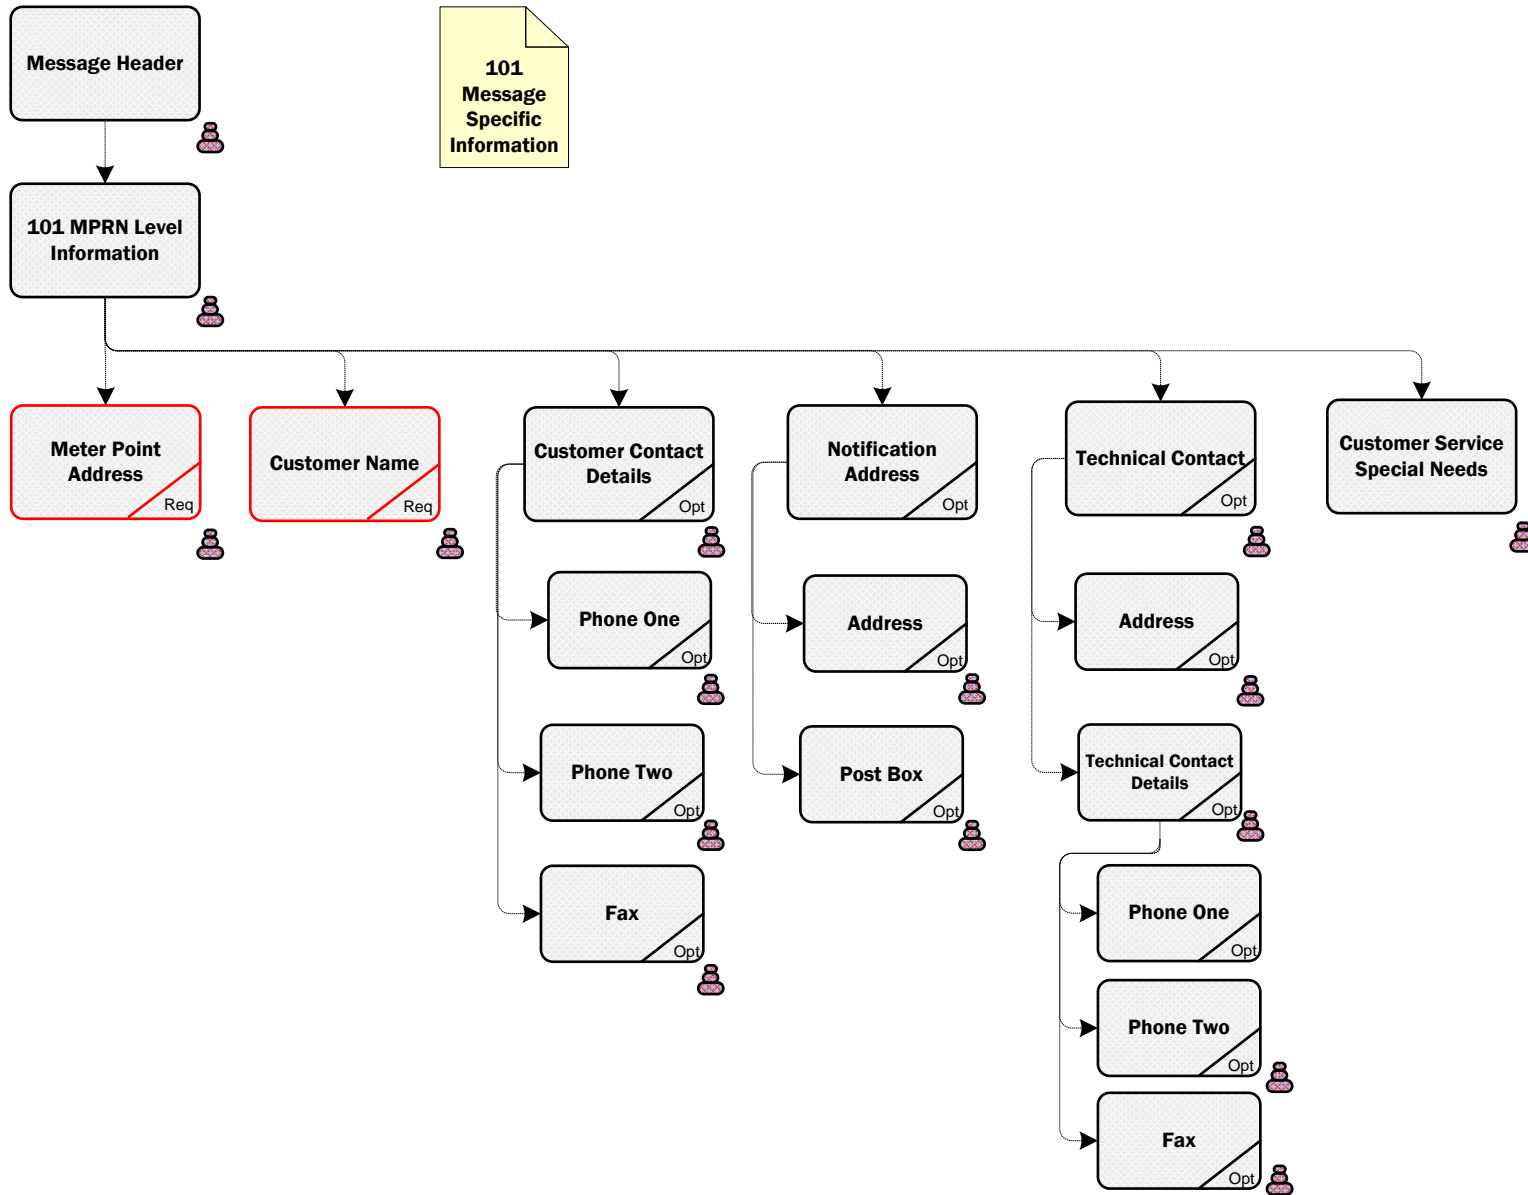 Message Header
101
Message
Specific
Information
101 MPRN Level
Information
Meter Point
Address
Req
Customer Name
Req
Customer Contact
Details
Opt
Notification
Address
Opt
Technical Contact
Opt
Customer Service
Special Needs
Phone One
Opt
Address
Opt
Address
Opt
Phone Two
Opt
Post Box
Opt
Technical Contact
Details
Opt
Fax
Opt
Phone One
Opt
Phone Two
Opt
Fax
Opt